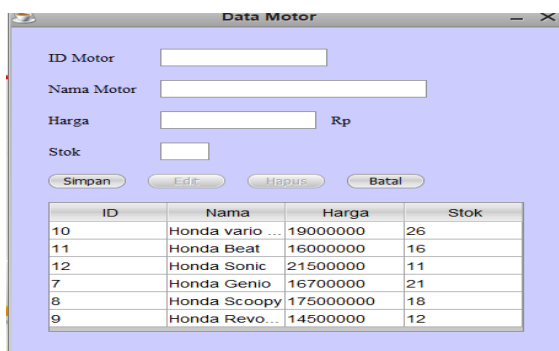 Data Motor
ID Motor
Nama Motor
Harga Rp
Stok
Simpan Edit Hapus Batal
ID Nama Harga Stok
10 Honda vario ... 19000000 26
11 Honda Beat 16000000 16
12 Honda Sonic 21500000 11
7 Honda Genio 16700000 21
8 Honda Scoopy 175000000 18
9 Honda Revo... 14500000 12